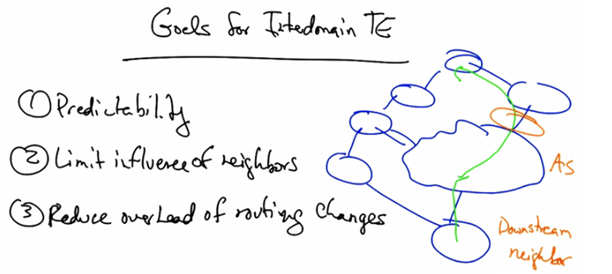 Goals for Interdomain TE
① Predictability
② Limit influence of neighbors
③ Reduce overhead of routing changes
AS
Downstream
neighbor